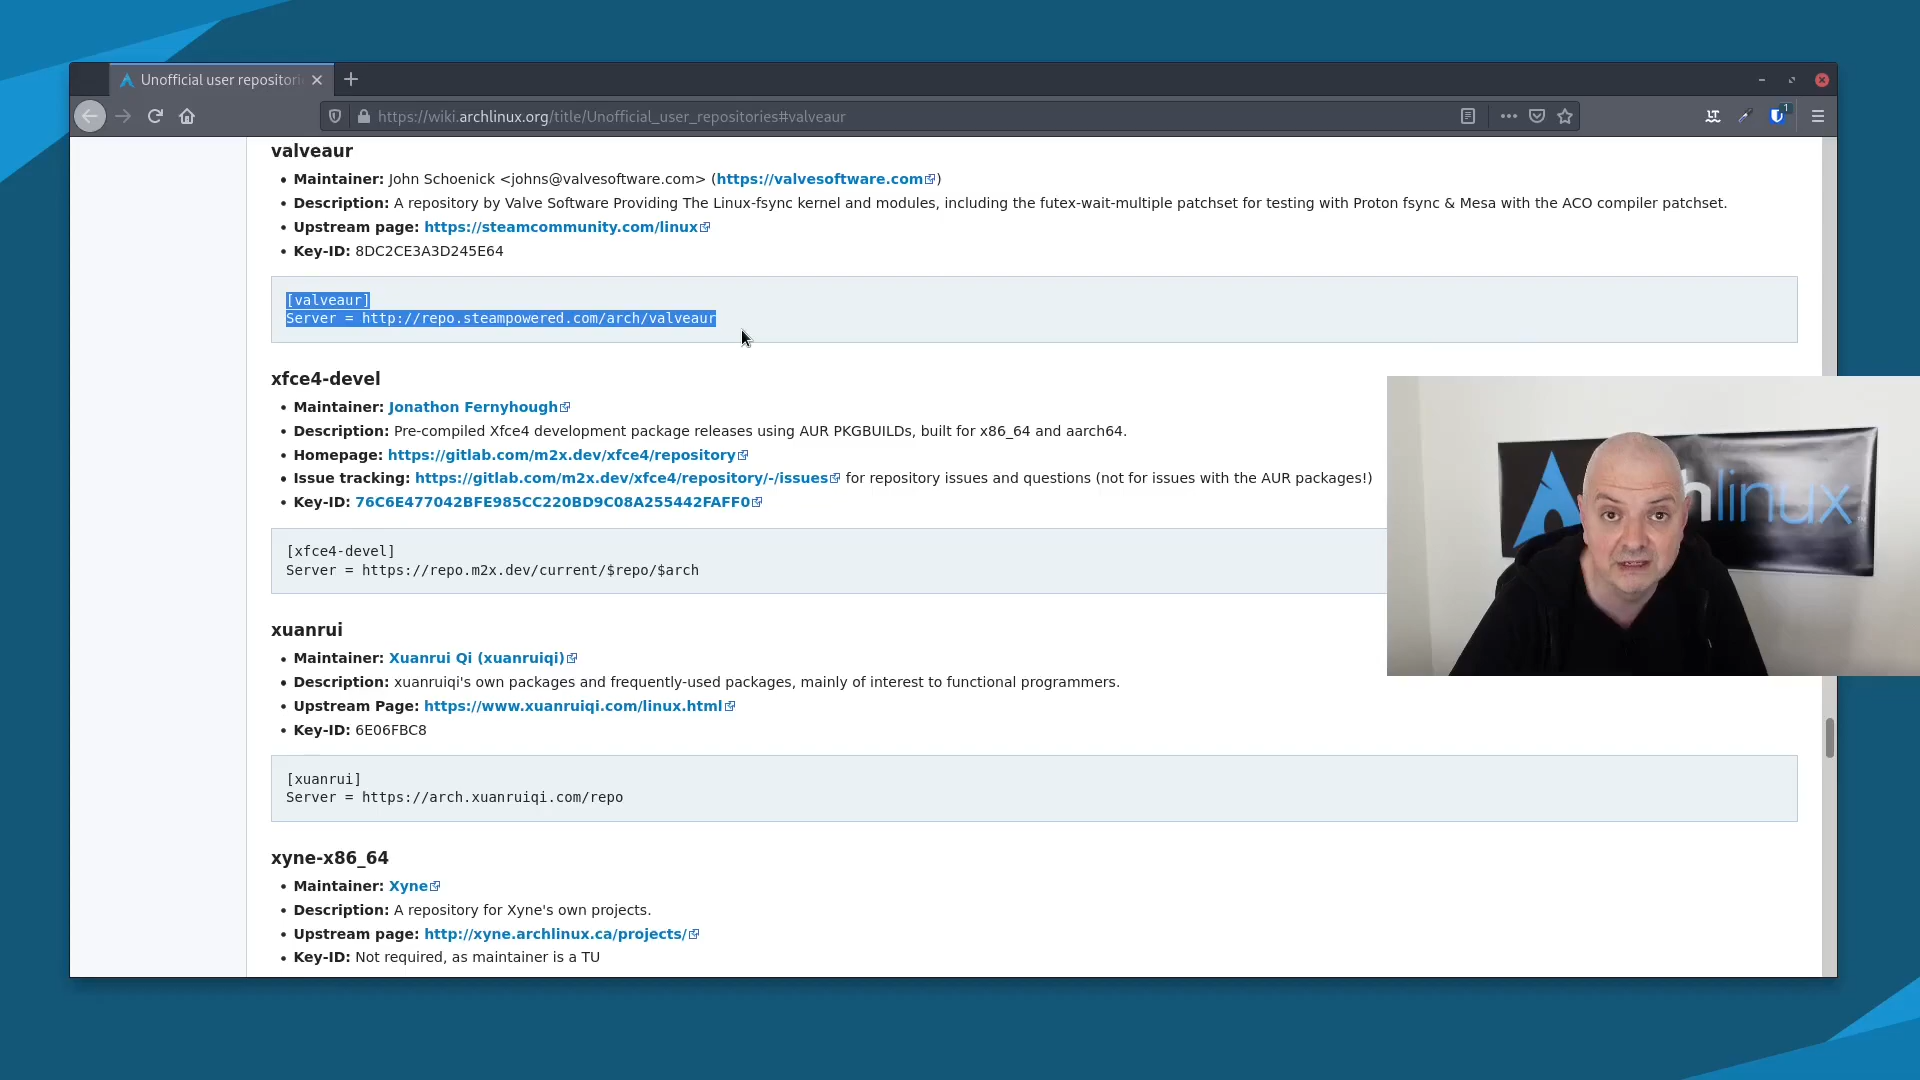 Unofficial user repositori
https://wiki.archlinux.org/title/Unofficial_user_repositories#valveaur
1
valveaur
• Maintainer: John Schoenick <johns@valvesoftware.com> (https://valvesoftware.com)
• Description: A repository by Valve Software Providing The Linux-fsync kernel and modules, including the futex-wait-multiple patchset for testing with Proton fsync & Mesa with the ACO compiler patchset.
• Upstream page: https://steamcommunity.com/linux
• Key-ID: 8DC2CE3A3D245E64
[valveaur]
Server = http://repo.steampowered.com/arch/valveaur
xfce4-devel
• Maintainer: Jonathon Fernyhough
• Description: Pre-compiled Xfce4 development package releases using AUR PKGBUILDs, built for x86_64 and aarch64.
• Homepage: https://gitlab.com/m2x.dev/xfce4/repository
• Issue tracking: https://gitlab.com/m2x.dev/xfce4/repository/-/issues for repository issues and questions (not for issues with the AUR packages!)
• Key-ID: 76C6E477042BFE985CC220BD9C08A255442FAFF0
[xfce4-devel]
Server = https://repo.m2x.dev/current/$repo/$arch
hlinux
xuanrui
• Maintainer: Xuanrui Qi (xuanruiqi)
• Description: xuanruiqi's own packages and frequently-used packages, mainly of interest to functional programmers.
• Upstream Page: https://www.xuanruiqi.com/linux.html
• Key-ID: 6E06FBC8
[xuanrui]
Server = https://arch.xuanruiqi.com/repo
xyne-x86_64
• Maintainer: Xyne
• Description: A repository for Xyne's own projects.
• Upstream page: http://xyne.archlinux.ca/projects/
• Key-ID: Not required, as maintainer is a TU